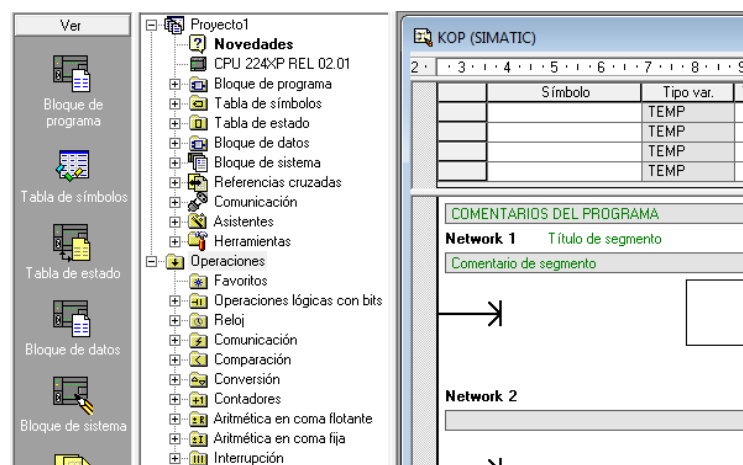 Ver
Bloque de
programa
Tabla de símbolos
Tabla de estado
Bloque de datos
Bloque de sistema
Proyecto1
Novedades
CPU 224XP REL 02.01
Bloque de programa
Tabla de símbolos
Tabla de estado
Bloque de datos
Bloque de sistema
Referencias cruzadas
Comunicación
Asistentes
Herramientas
Operaciones
Favoritos
Operaciones lógicas con bits
Reloj
Comunicación
Comparación
Conversión
Contadores
Aritmética en coma flotante
Aritmética en coma fija
Interrupción
KOP (SIMATIC)
2 · · 3 · ı · 4 · ı · 5 · ı · 6 · ı · 7 · ı · 8 · ı · 9
Símbolo Tipo var.
TEMP
TEMP
TEMP
TEMP
COMENTARIOS DEL PROGRAMA
Network 1 Título de segmento
Comentario de segmento
Network 2